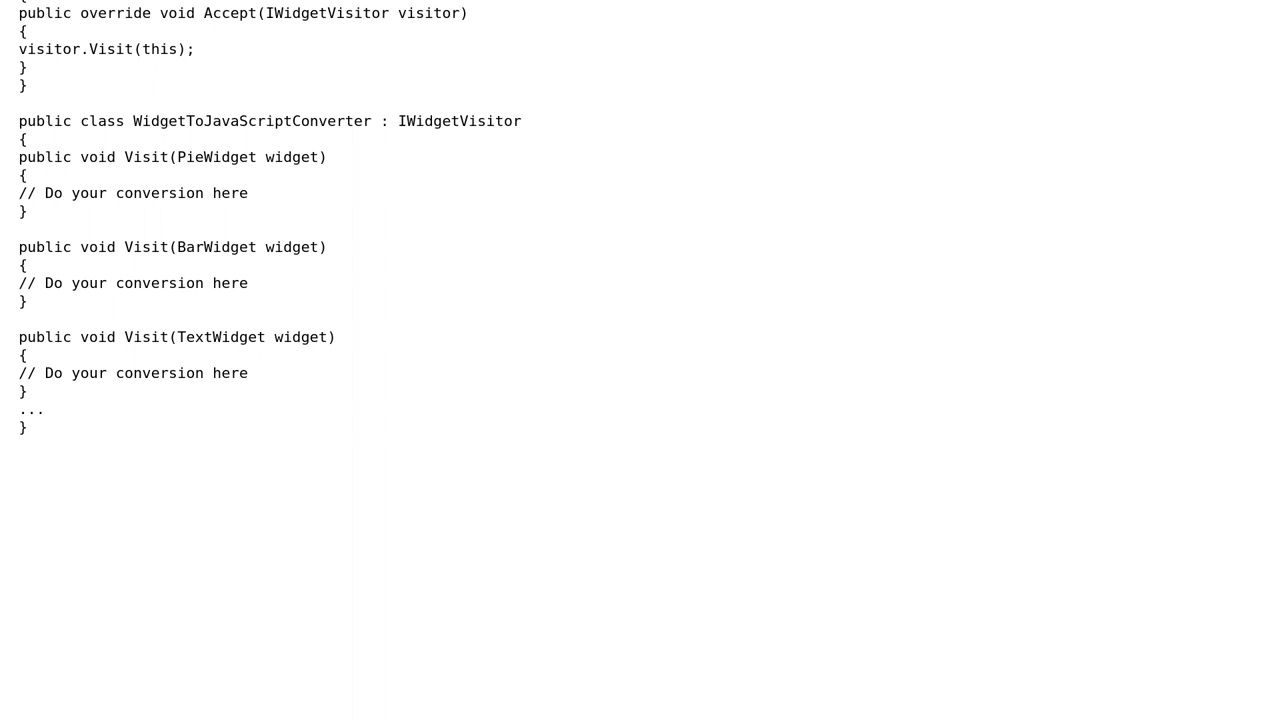 public override void Accept(IWidgetVisitor visitor)
{
visitor.Visit(this);
}
}
public class WidgetToJavaScriptConverter : IWidgetVisitor
{
public void Visit(PieWidget widget)
{
// Do your conversion here
}
public void Visit(BarWidget widget)
{
// Do your conversion here
}
public void Visit(TextWidget widget)
{
// Do your conversion here
}
...
}